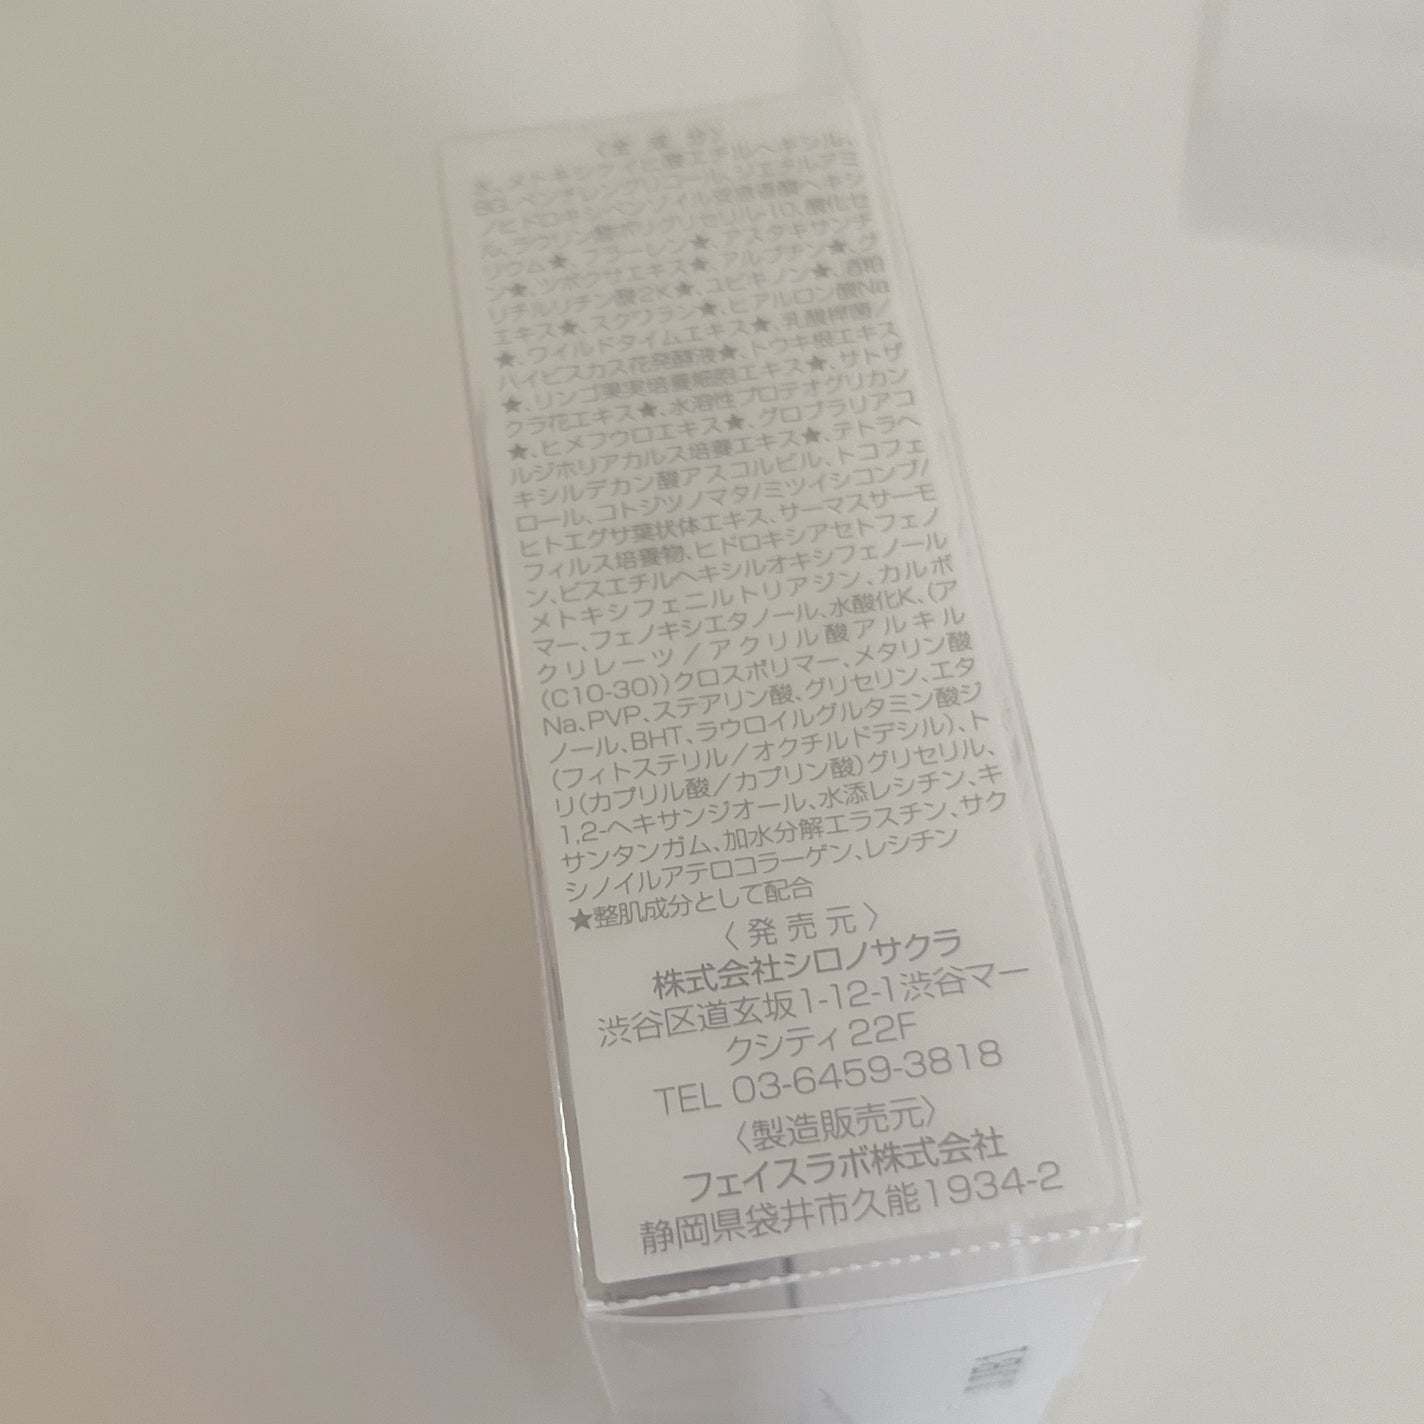 〈全成分〉
水、メトキシケイヒ酸エチルヘキシル、
BG、ペンチレングリコール、ジエチルアミ
ノヒドロキシベンゾイル安息香酸ヘキシ
ル、ラウリン酸ポリグリセリル-10、酸化セ
リウム★、フラーレン★、アスタキサンチ
ン★、ツボクサエキス★、アルブチン★、グ
リチルリチン酸2K★、ユビキノン★、酒粕
エキス★、スクワラン★、ヒアルロン酸Na
★、ワイルドタイムエキス★、乳酸桿菌/
ハイビスカス花発酵液★、トウキ根エキス
★、リンゴ果実培養細胞エキス★、サトザ
クラ花エキス★、水溶性プロテオグリカン
★、ヒメフウロエキス★、グロブラリアコ
ルジホリアカルス培養エキス★、テトラヘ
キシルデカン酸アスコルビル、トコフェ
ロール、コトジツノマタ/ミツイシコンブ/
ヒトエグサ葉状体エキス、サーマスサーモ
フィルス培養物、ヒドロキシアセトフェノ
ン、ビスエチルヘキシルオキシフェノール
メトキシフェニルトリアジン、カルボ
マー、フェノキシエタノール、水酸化K、(ア
クリレーツ/アクリル酸アルキル
(C10-30))クロスポリマー、メタリン酸
Na、PVP、ステアリン酸、グリセリン、エタ
ノール、BHT、ラウロイルグルタミン酸ジ
(フィトステリル/オクチルドデシル)、ト
リ(カプリル酸/カプリン酸)グリセリル、
1,2-ヘキサンジオール、水添レシチン、キ
サンタンガム、加水分解エラスチン、サク
シノイルアテロコラーゲン、レシチン
★整肌成分として配合
〈発売元〉
株式会社シロノサクラ
渋谷区道玄坂1-12-1渋谷マー
クシティ22F
TEL 03-6459-3818
〈製造販売元〉
フェイスラボ株式会社
静岡県袋井市久能1934-2